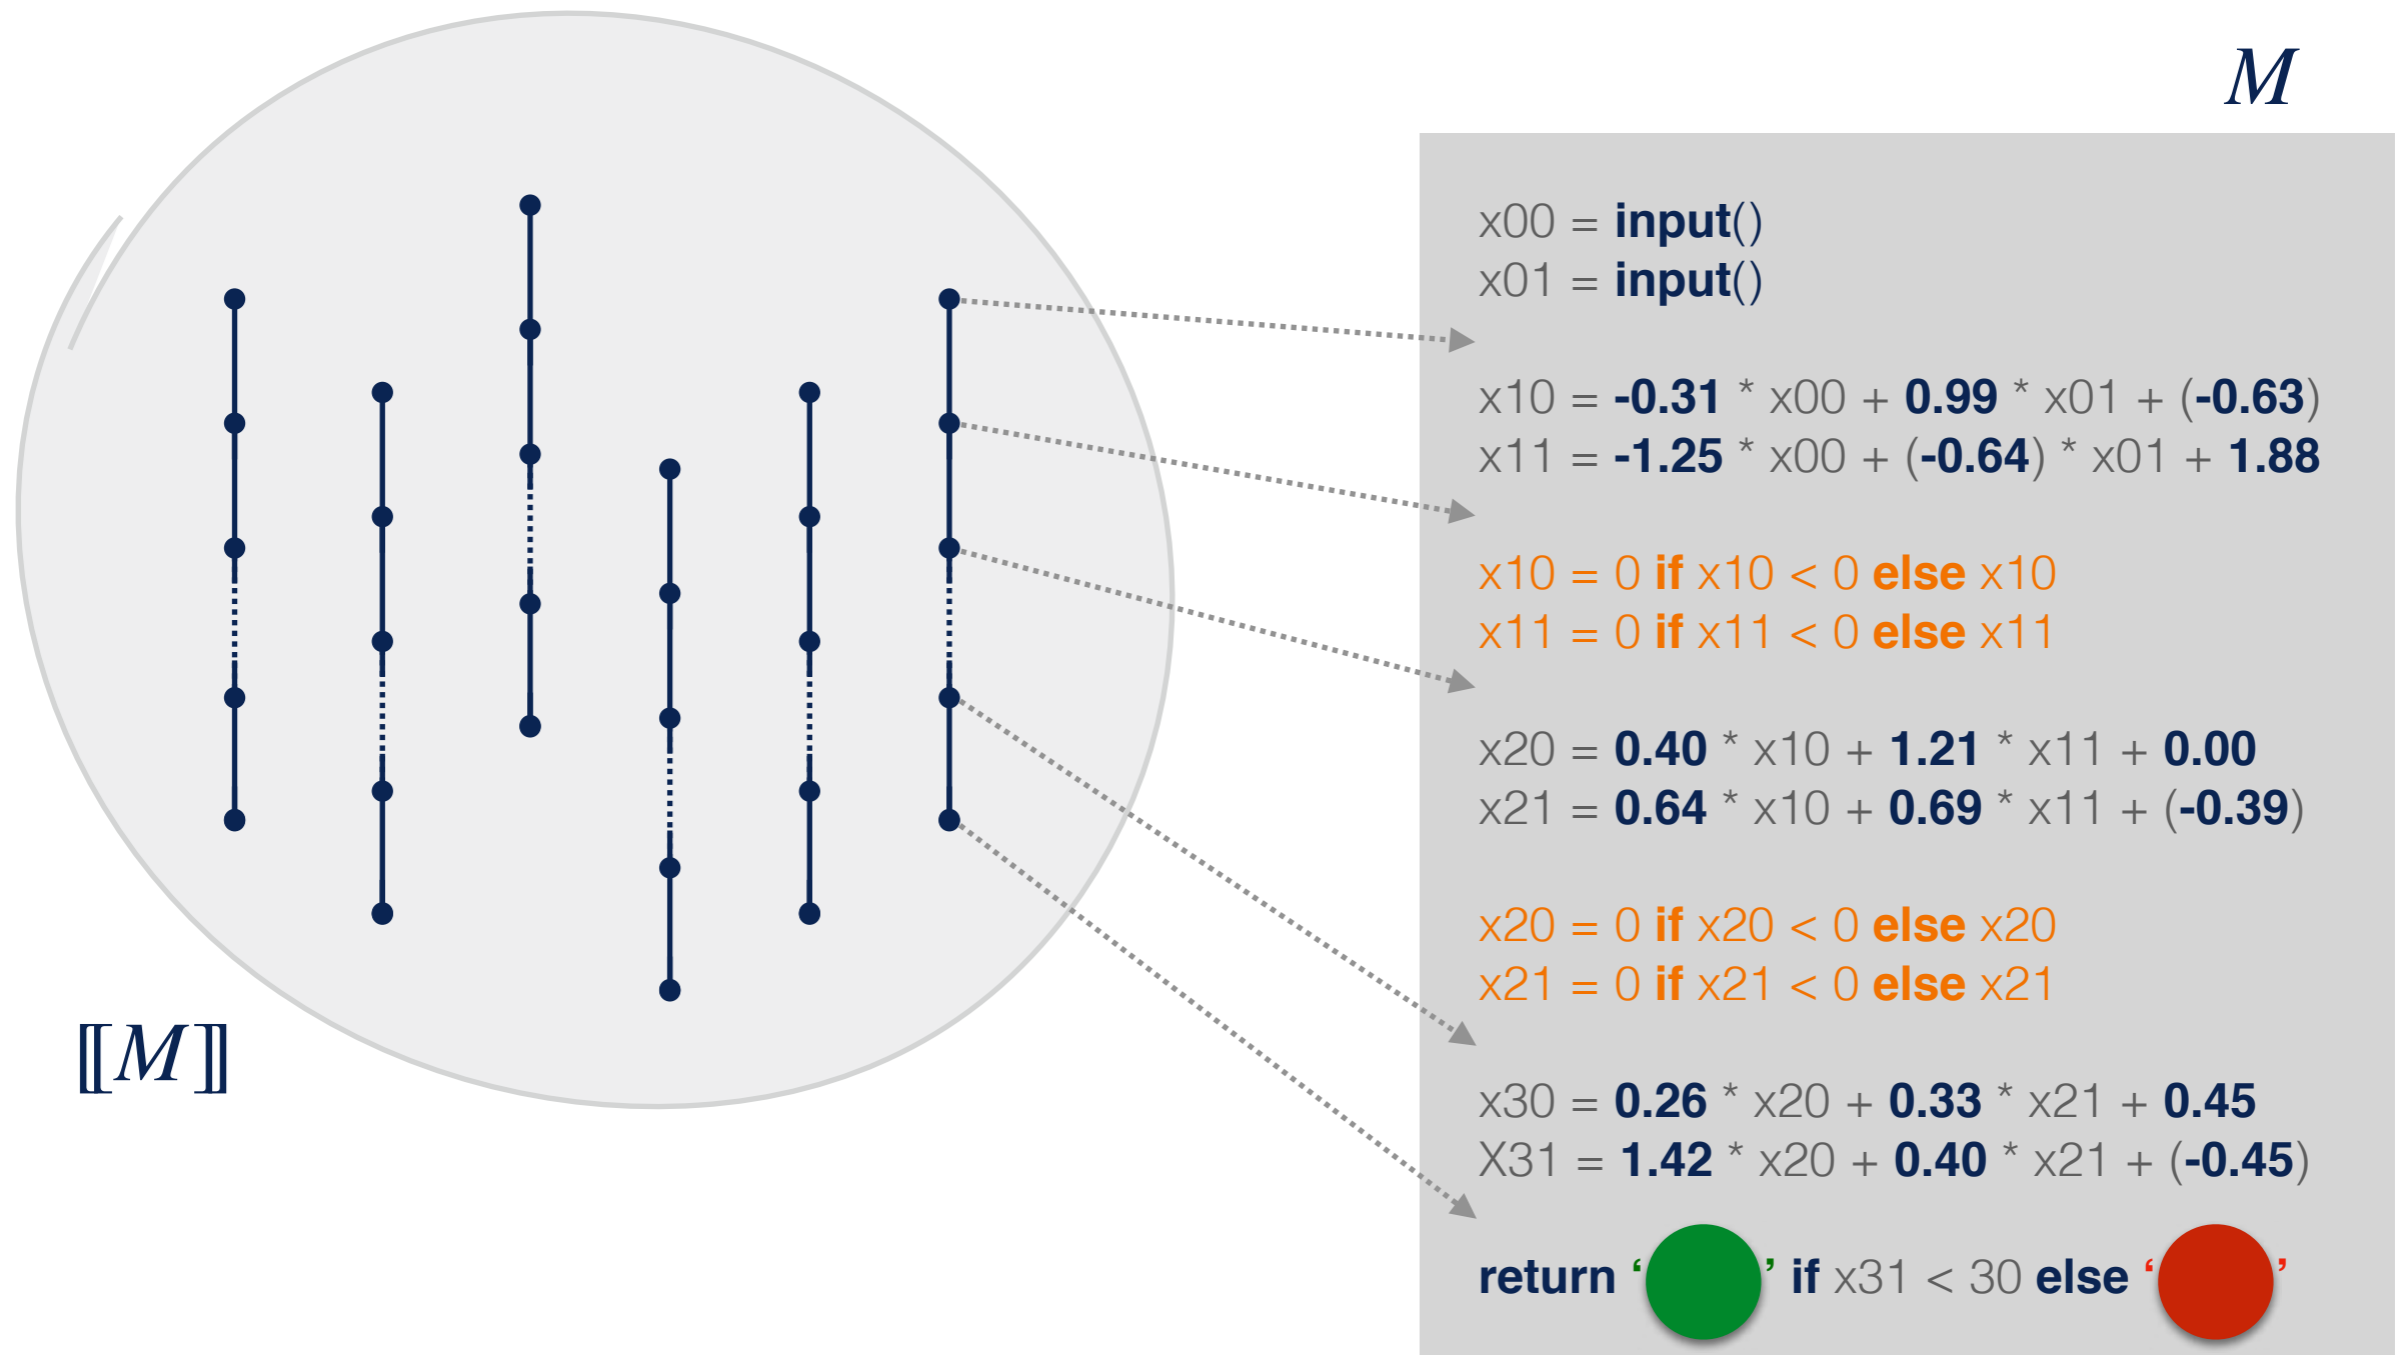 M
x00 = input()
x01 = input()
x10 = -0.31 * x00 + 0.99 * x01 + (-0.63)
x11 = -1.25 * x00 + (-0.64) * x01 + 1.88
x10 = 0 if x10 < 0 else x10
x11 = 0 if x11 < 0 else x11
x20 = 0.40 * x10 + 1.21 * x11 + 0.00
x21 = 0.64 * x10 + 0.69 * x11 + (-0.39)
x20 = 0 if x20 < 0 else x20
x21 = 0 if x21 < 0 else x21
x30 = 0.26 * x20 + 0.33 * x21 + 0.45
X31 = 1.42 * x20 + 0.40 * x21 + (-0.45)
return ‘ ’ if x31 < 30 else ‘ ’
⟦M⟧